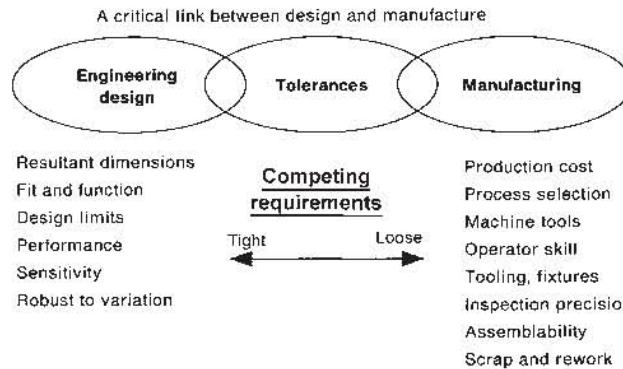 A critical link between design and manufacture
Engineering
design
Tolerances
Manufacturing
Resultant dimensions
Fit and function
Design limits
Performance
Sensitivity
Robust to variation
Competing
requirements
Tight
Loose
Production cost
Process selection
Machine tools
Operator skill
Tooling, fixtures
Inspection precisio
Assemblability
Scrap and rework